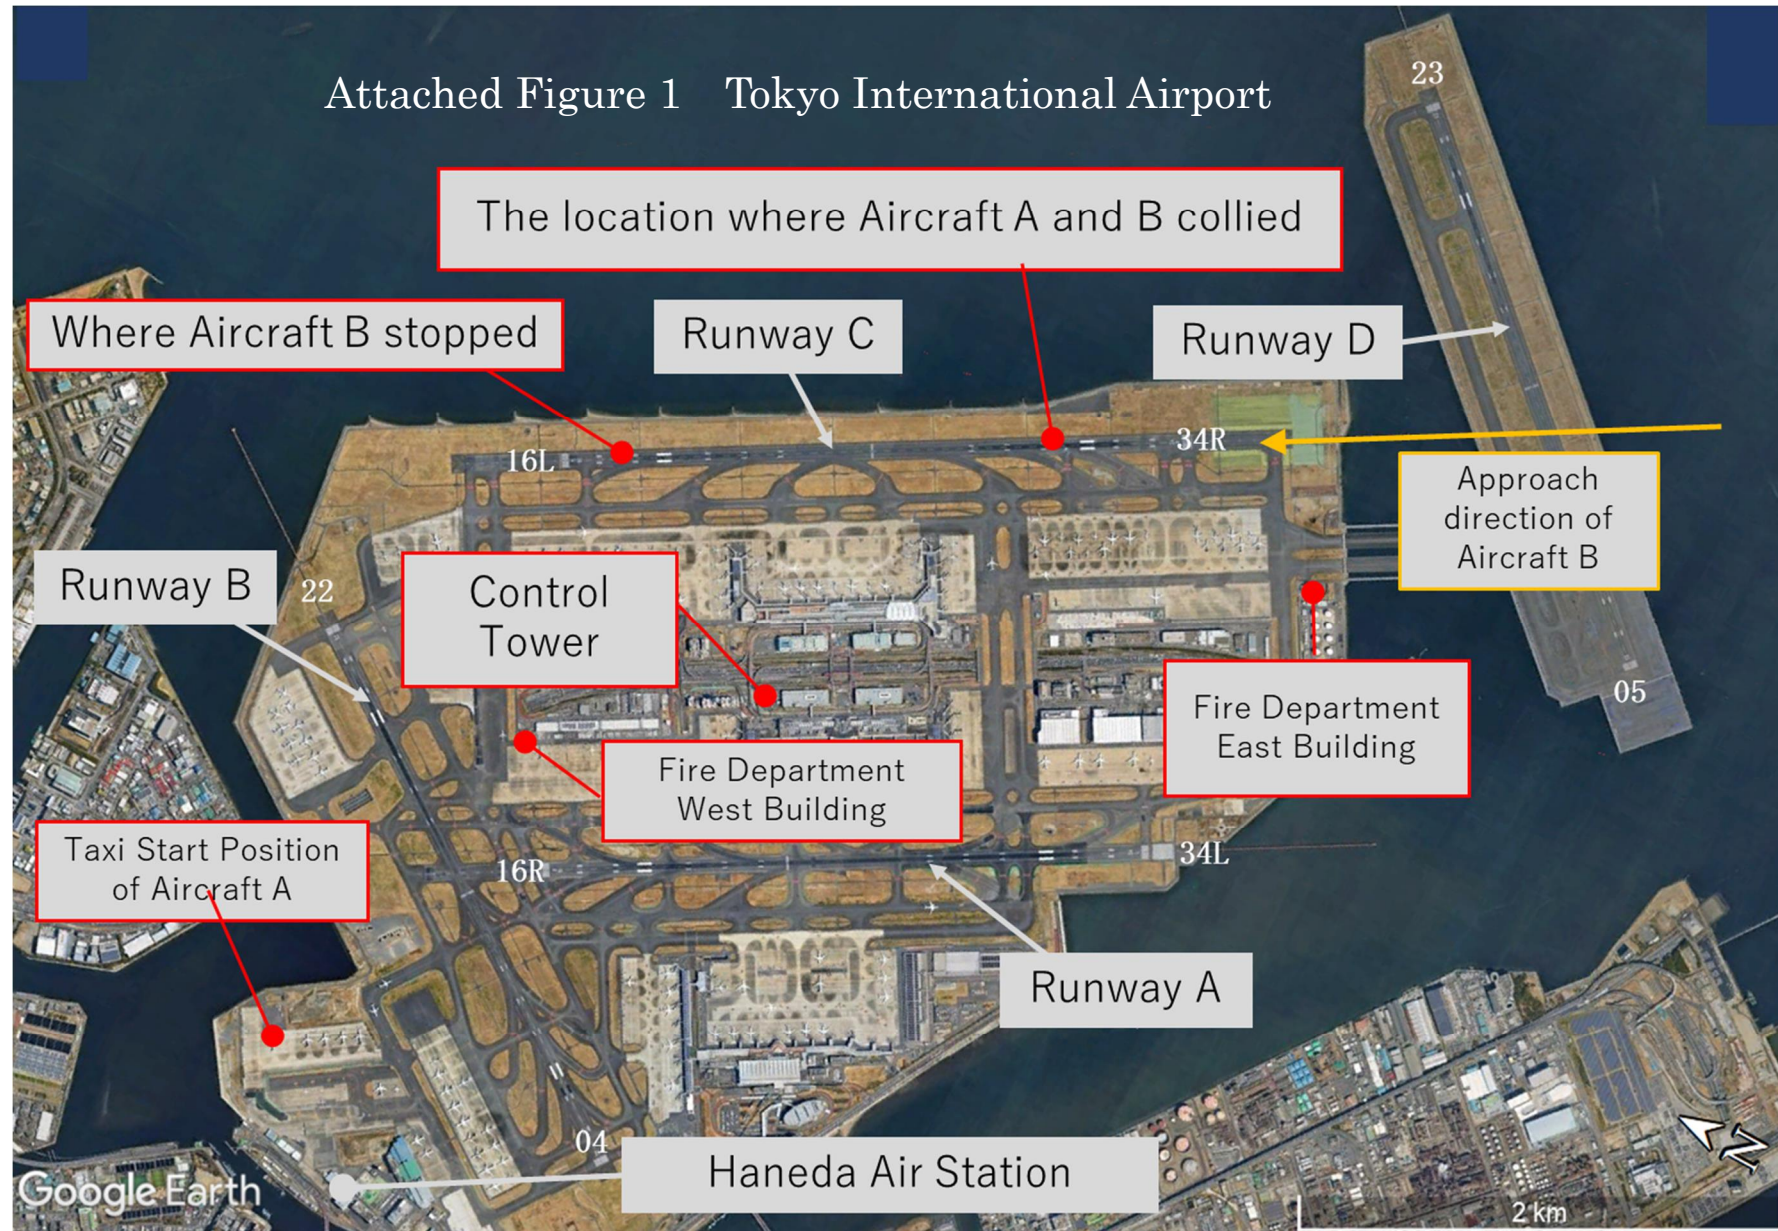 Attached Figure 1 Tokyo International Airport
23
The location where Aircraft A and B collied
Where Aircraft B stopped
Runway C
Runway D
16L
34R
Approach
direction of
Aircraft B
Runway B
22
Control
Tower
05
Fire Department
East Building
Fire Department
West Building
Taxi Start Position
of Aircraft A
16R
34L
Runway A
04
Haneda Air Station
Google Earth
N
2 km